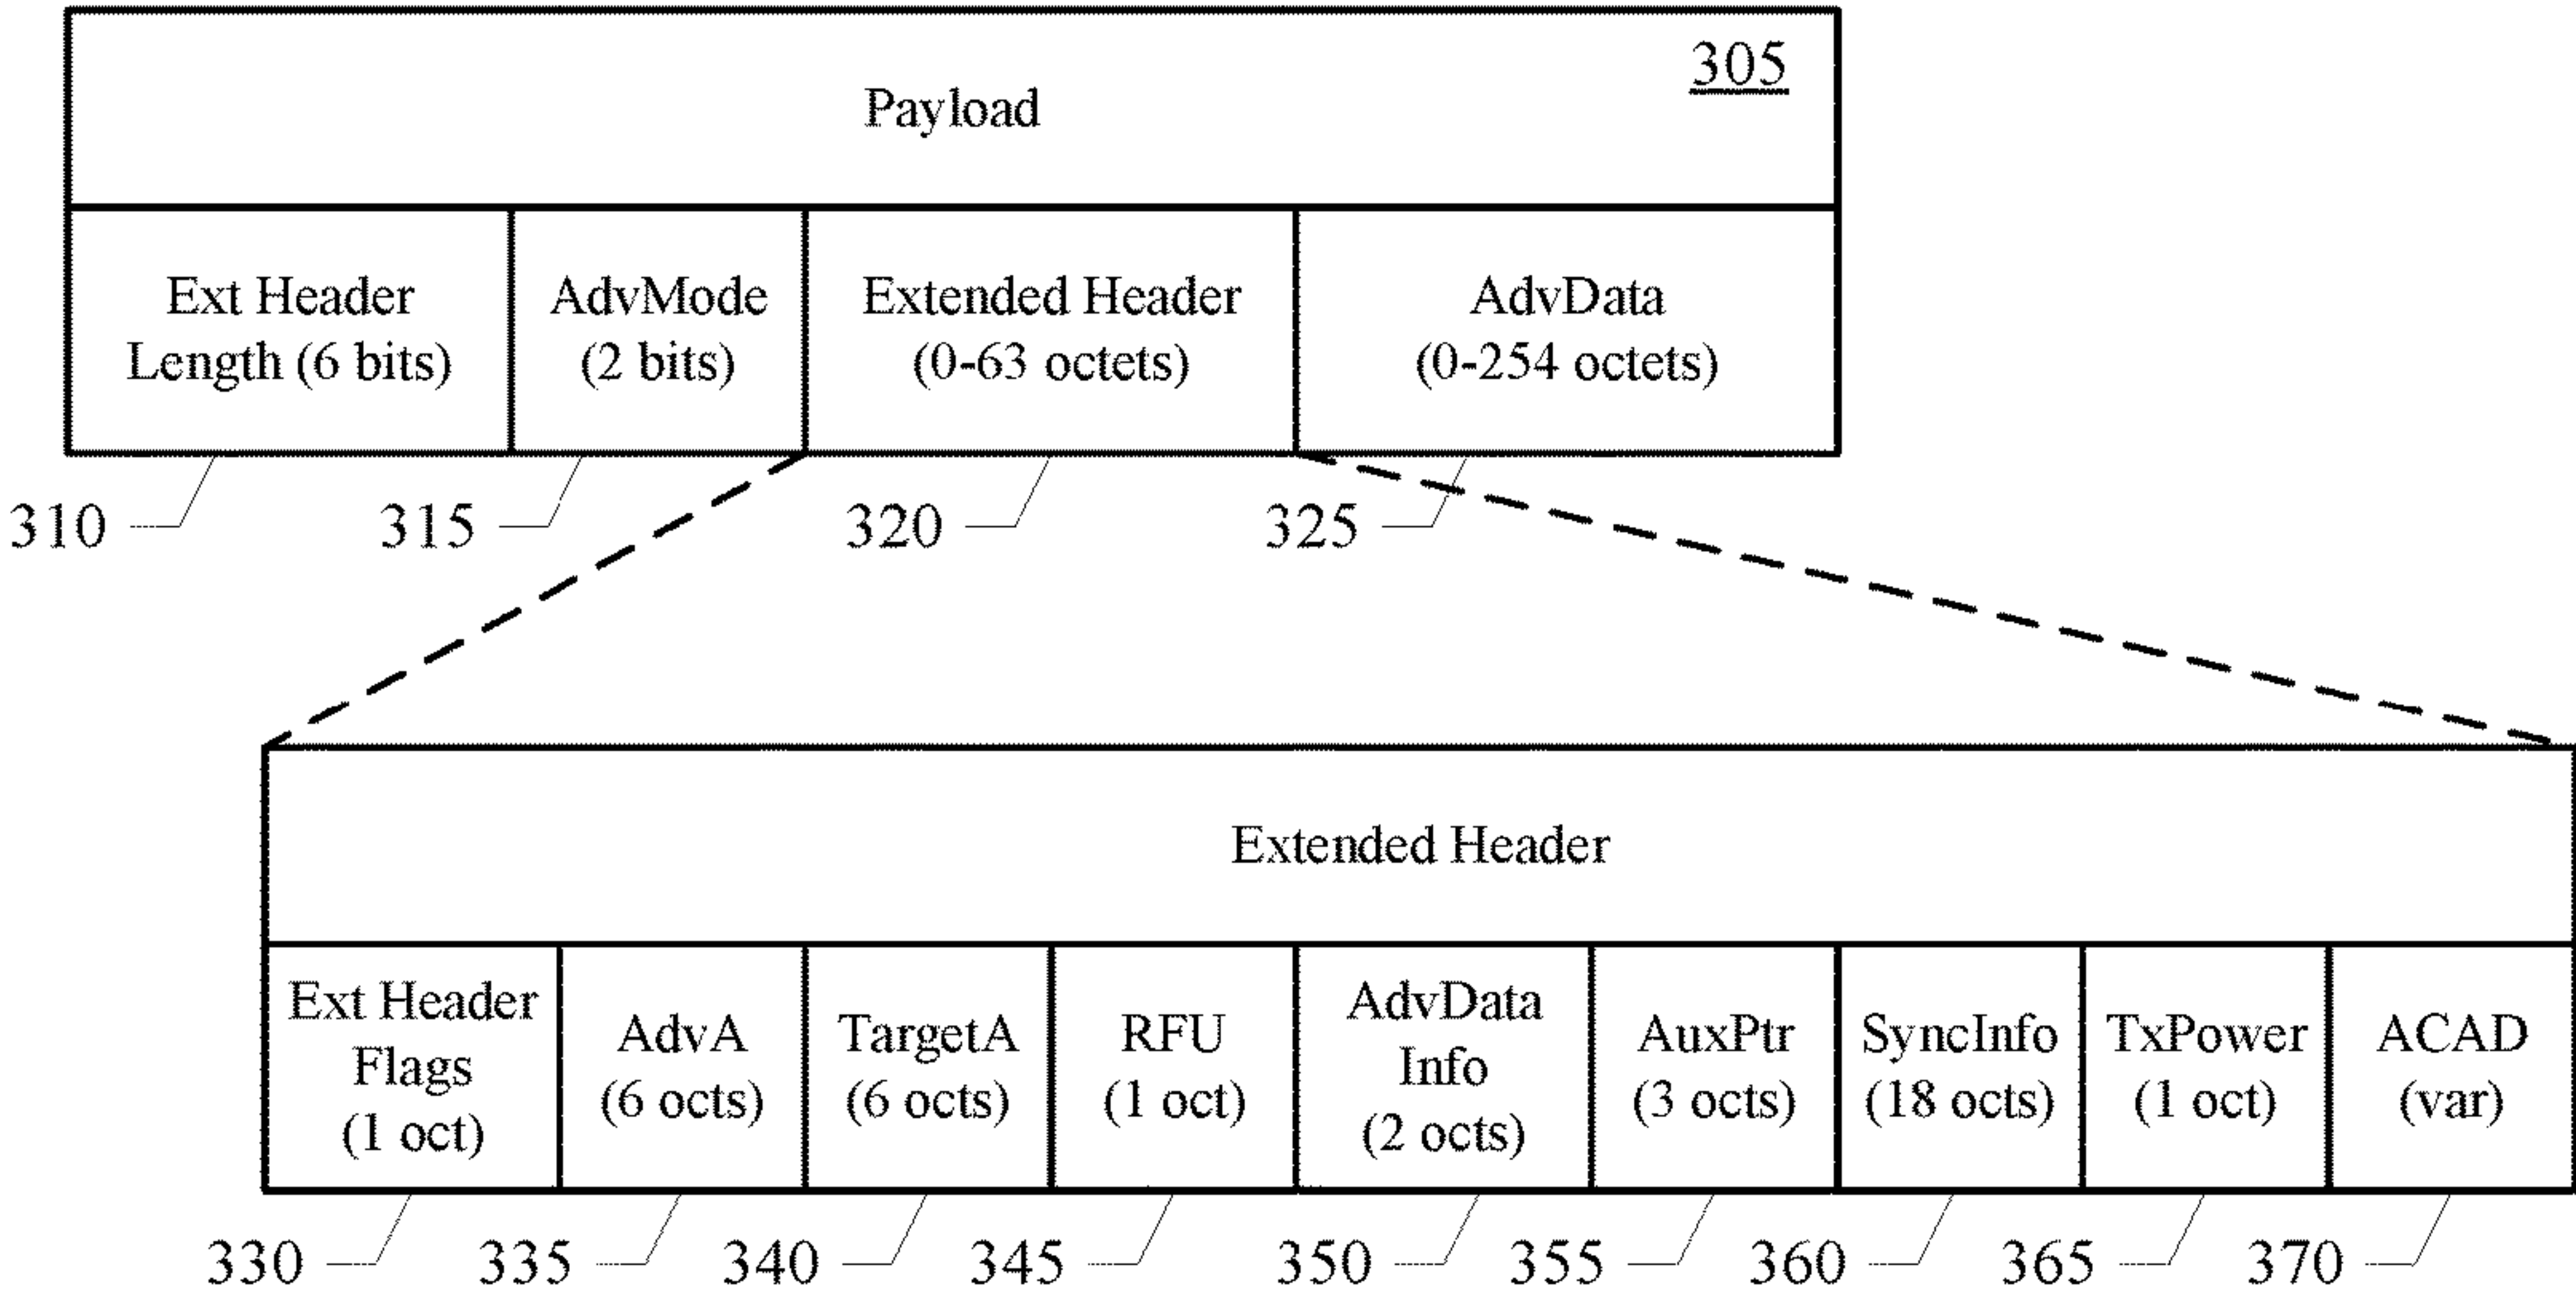 305
Payload
Ext Header
Length (6 bits)
AdvMode
(2 bits)
Extended Header
(0-63 octets)
AdvData
(0-254 octets)
310
315
320
325
Extended Header
Ext Header
Flags
(1 oct)
AdvA
(6 octs)
TargetA
(6 octs)
RFU
(1 oct)
AdvData
Info
(2 octs)
AuxPtr
(3 octs)
SyncInfo
(18 octs)
TxPower
(1 oct)
ACAD
(var)
330
335
340
345
350
355
360
365
370